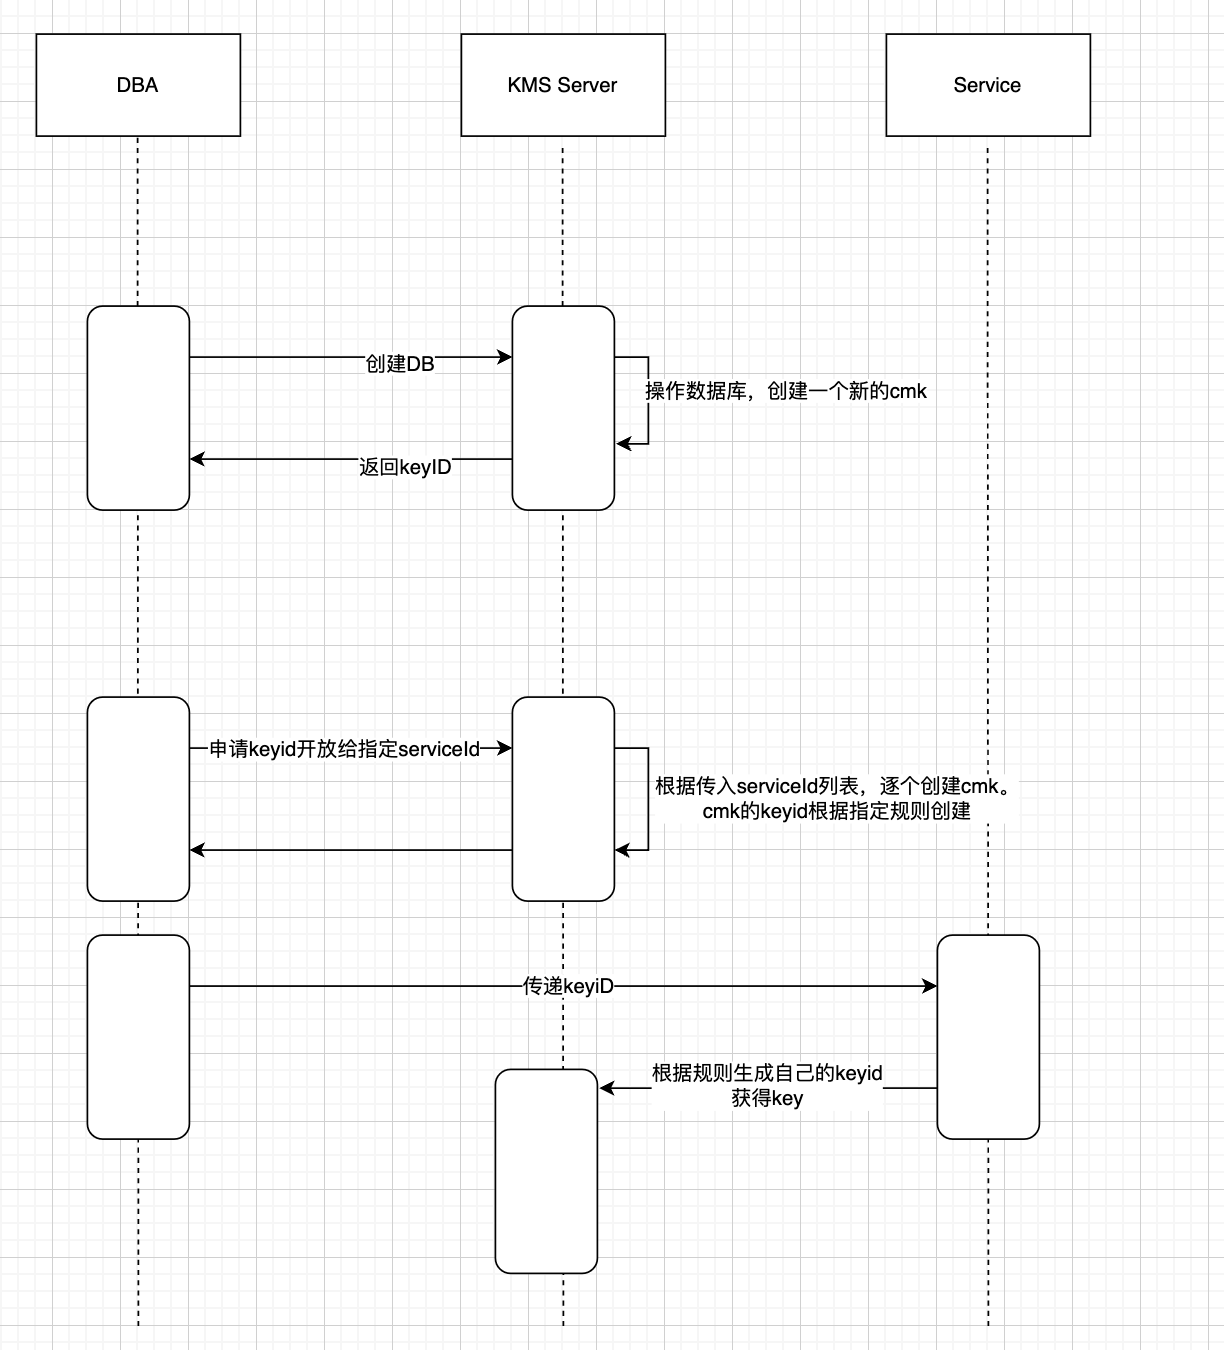 DBA
KMS Server
Service
创建DB
操作数据库，创建一个新的cmk
返回keyID
申请keyid开放给指定serviceId
根据传入serviceId列表，逐个创建cmk。
cmk的keyid根据指定规则创建
传递keyiD
根据规则生成自己的keyid
获得key